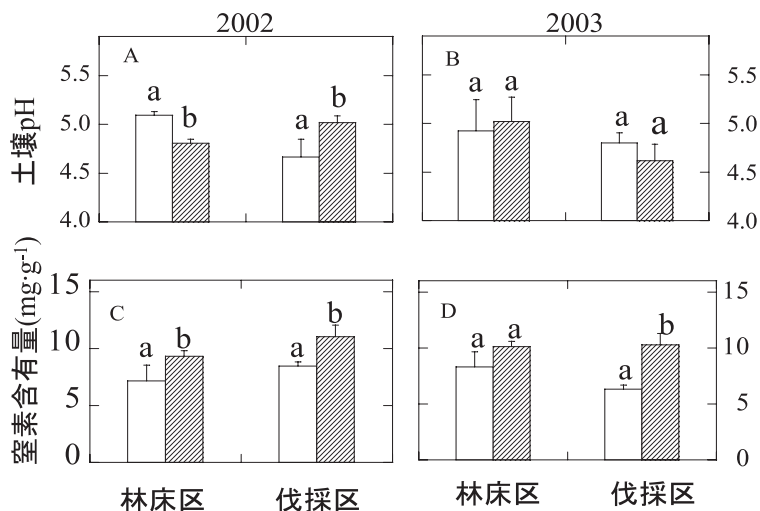 2002 2003
A B
土壌pH
5.5 5.5
5.0 5.0
4.5 4.5
4.0 4.0
a b a b a a a a
C D
窒素含有量(mg·g-1)
15 15
10 10
5 5
0 0
a b a b a a a b
林床区 伐採区 林床区 伐採区